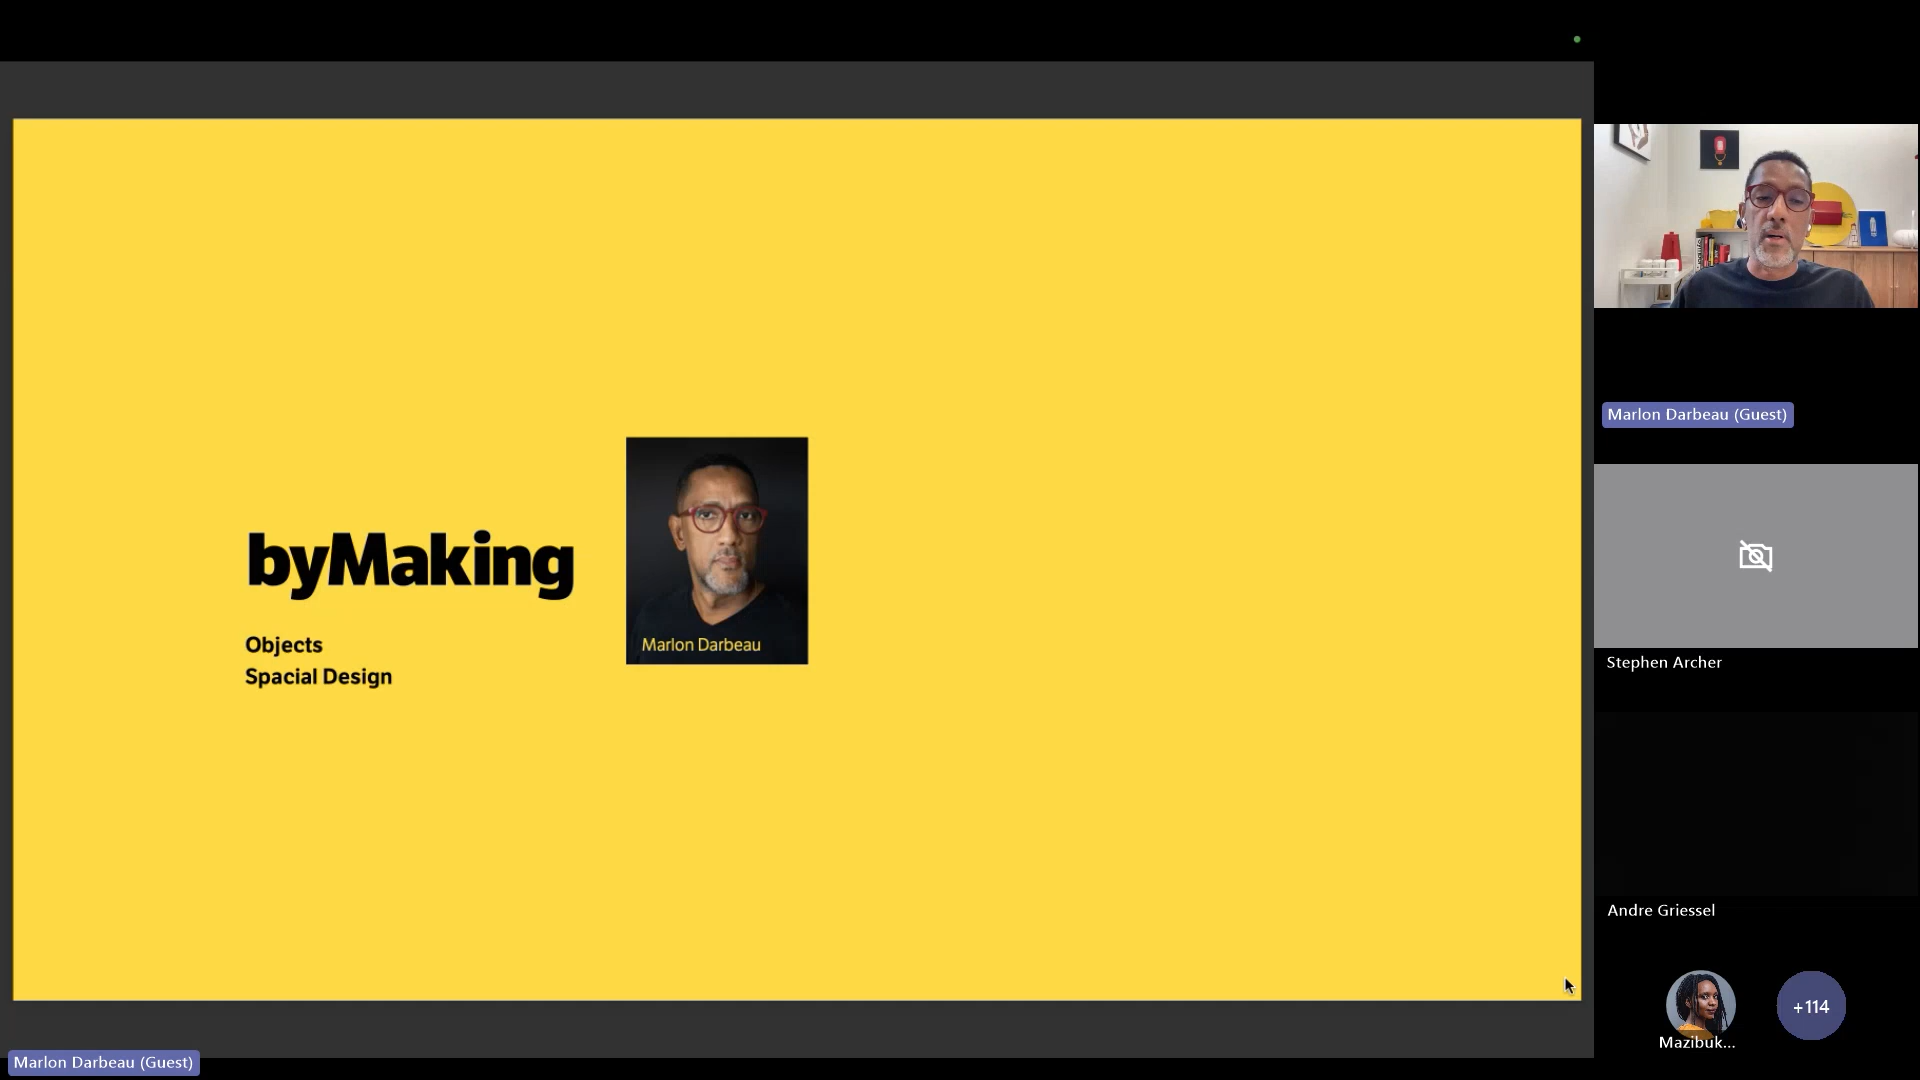 byMaking
Objects
Spacial Design
Marlon Darbeau
Marlon Darbeau (Guest)
Stephen Archer
Andre Griessel
Mazibuk...
+114
Marlon Darbeau (Guest)